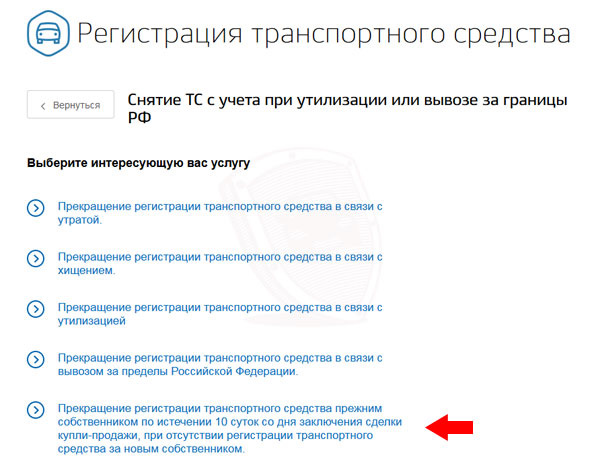 Регистрация транспортного средства
Вернуться
Снятие ТС с учета при утилизации или вывозе за границы
РФ
Выберите интересующую вас услугу
Прекращение регистрации транспортного средства в связи с
утратой.
Прекращение регистрации транспортного средства в связи с
хищением.
Прекращение регистрации транспортного средства в связи с
утилизацией
Прекращение регистрации транспортного средства в связи с
вывозом за пределы Российской Федерации.
Прекращение регистрации транспортного средства прежним
собственником по истечении 10 суток со дня заключения сделки
купли-продажи, при отсутствии регистрации транспортного
средства за новым собственником.